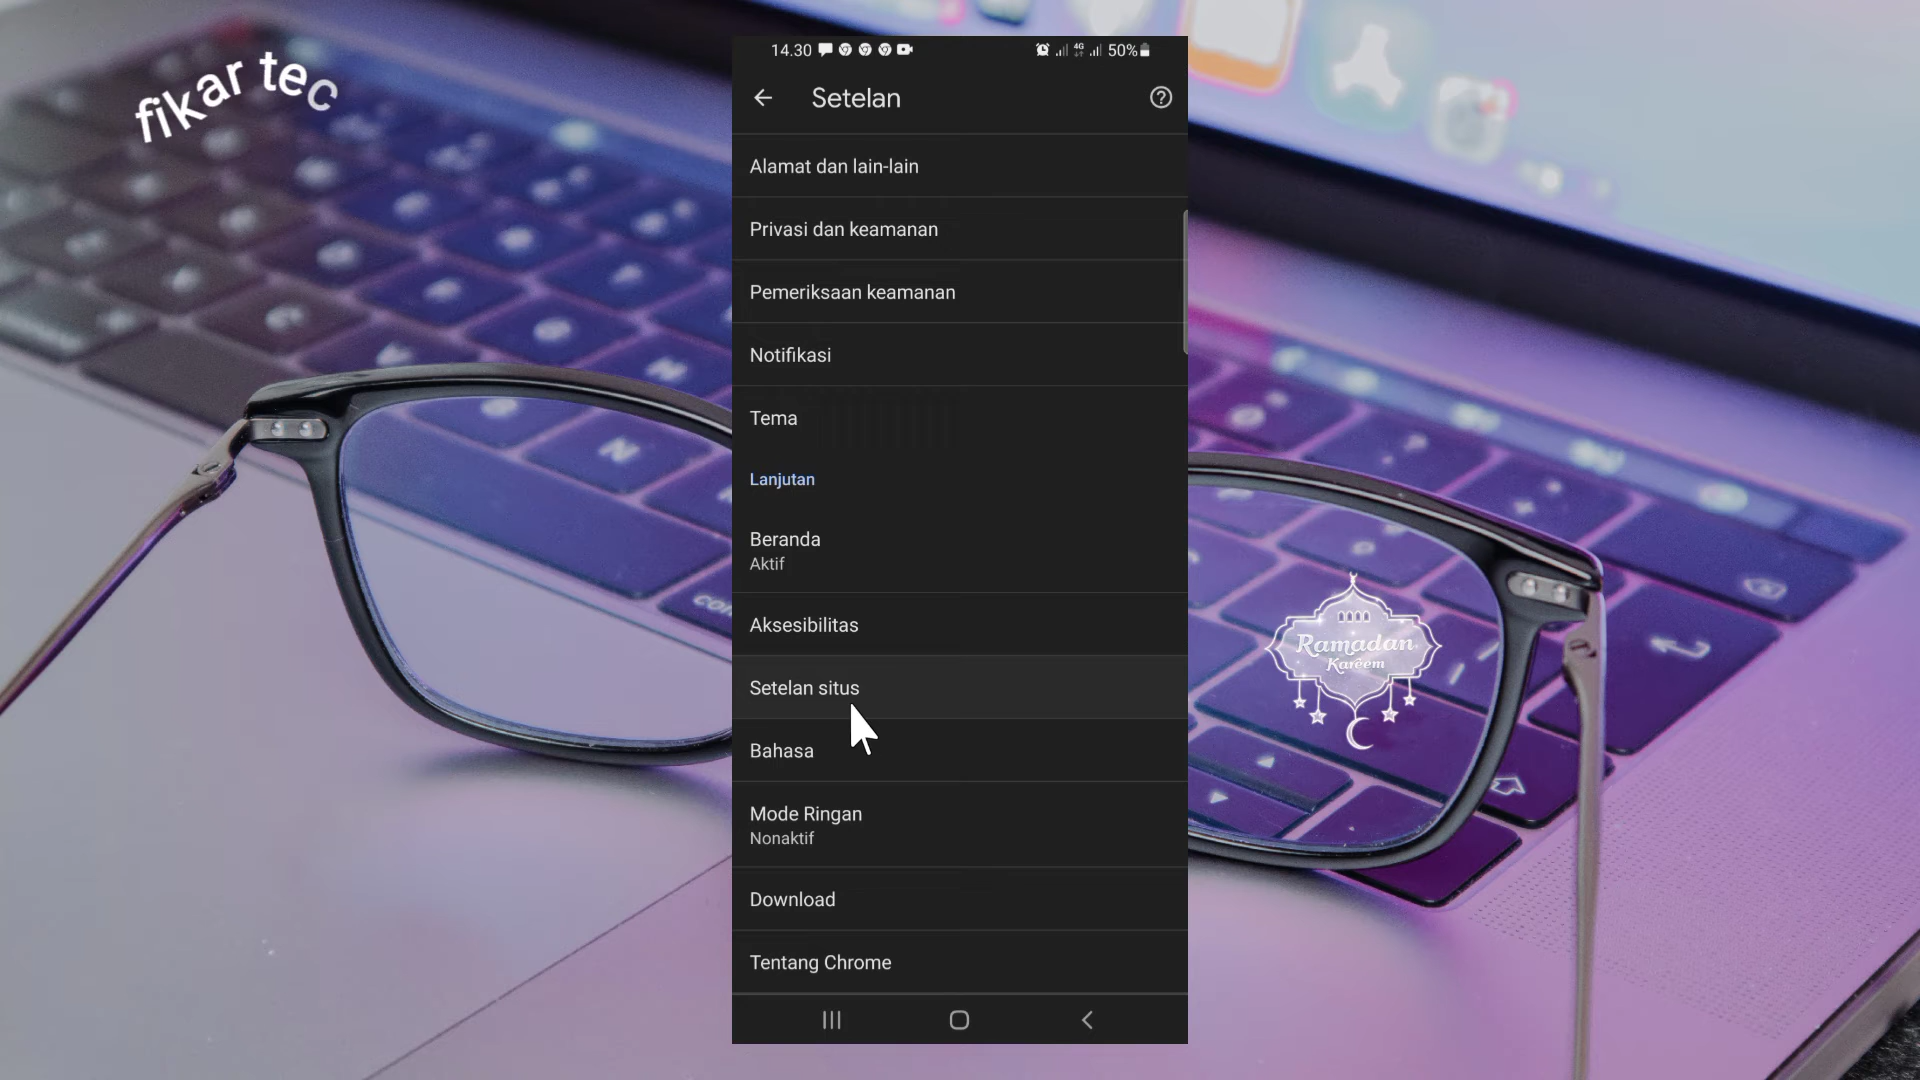 fikar tec
14.30
4G
50%
Setelan
Alamat dan lain-lain
Privasi dan keamanan
Pemeriksaan keamanan
Notifikasi
Tema
Lanjutan
Beranda
Aktif
Aksesibilitas
Setelan situs
Bahasa
Mode Ringan
Nonaktif
Download
Tentang Chrome
Ramadan
Kareem